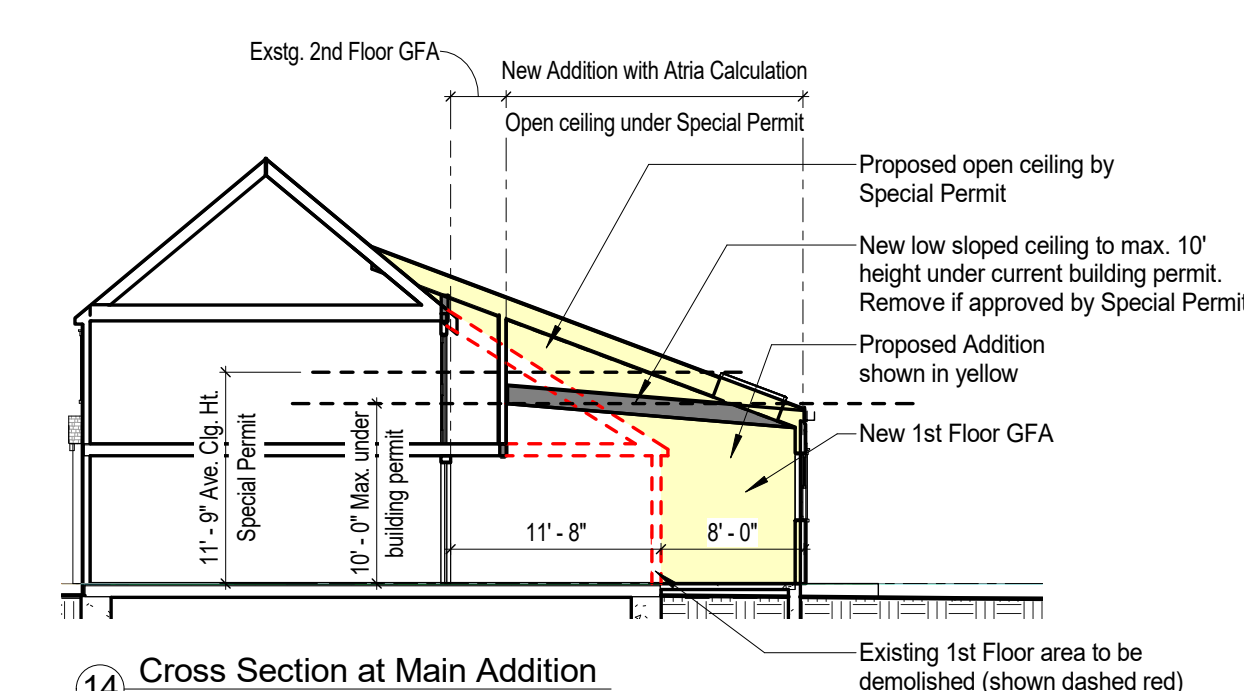 Exstg. 2nd Floor GFA
New Addition with Atria Calculation
Open ceiling under Special Permit
Proposed open ceiling by
Special Permit
New low sloped ceiling to max. 10'
height under current building permit.
Remove if approved by Special Permit
Proposed Addition
shown in yellow
New 1st Floor GFA
11' - 9" Ave. Clg. Ht.
Special Permit
10' - 0" Max. under
building permit
11' - 8"
8' - 0"
Existing 1st Floor area to be
demolished (shown dashed red)
14
Cross Section at Main Addition